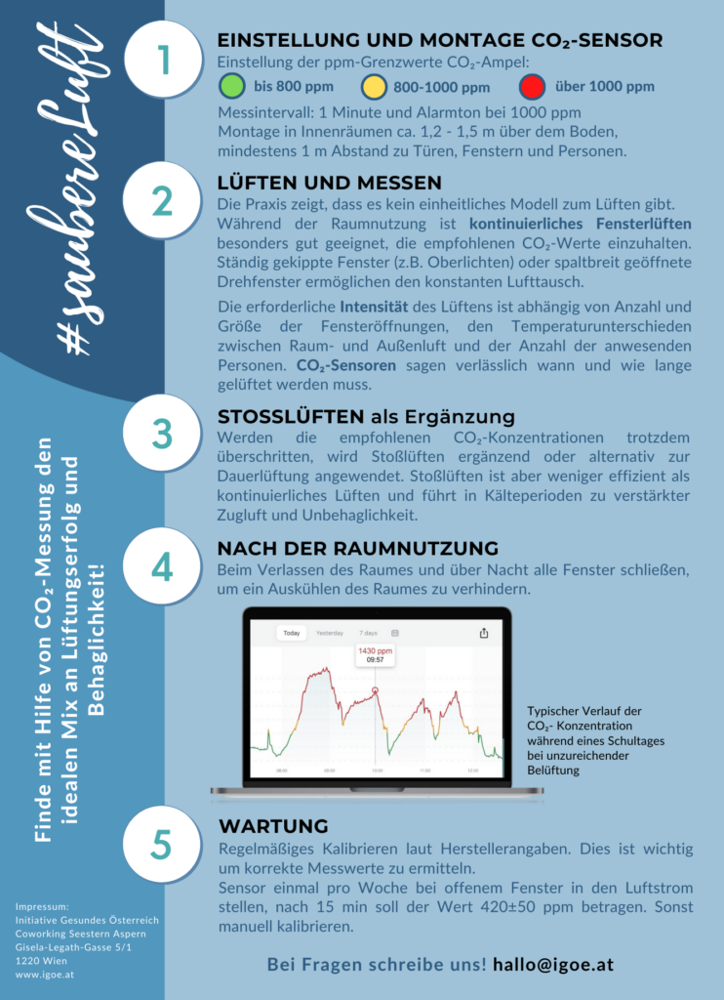 #saubereLuft
Finde mit Hilfe von CO₂-Messung den
idealen Mix an Lüftungserfolg und
Behaglichkeit!
1
EINSTELLUNG UND MONTAGE CO₂-SENSOR
Einstellung der ppm-Grenzwerte CO₂-Ampel:
bis 800 ppm 800-1000 ppm über 1000 ppm
Messintervall: 1 Minute und Alarmton bei 1000 ppm
Montage in Innenräumen ca. 1,2 - 1,5 m über dem Boden,
mindestens 1 m Abstand zu Türen, Fenstern und Personen.
2
LÜFTEN UND MESSEN
Die Praxis zeigt, dass es kein einheitliches Modell zum Lüften gibt.
Während der Raumnutzung ist kontinuierliches Fensterlüften
besonders gut geeignet, die empfohlenen CO₂-Werte einzuhalten.
Ständig gekippte Fenster (z.B. Oberlichten) oder spaltbreit geöffnete
Drehfenster ermöglichen den konstanten Lufttausch.
Die erforderliche Intensität des Lüftens ist abhängig von Anzahl und
Größe der Fensteröffnungen, den Temperaturunterschieden
zwischen Raum- und Außenluft und der Anzahl der anwesenden
Personen. CO₂-Sensoren sagen verlässlich wann und wie lange
gelüftet werden muss.
3
STOSSLÜFTEN als Ergänzung
Werden die empfohlenen CO₂-Konzentrationen trotzdem
überschritten, wird Stoßlüften ergänzend oder alternativ zur
Dauerlüftung angewendet. Stoßlüften ist aber weniger effizient als
kontinuierliches Lüften und führt in Kälteperioden zu verstärkter
Zugluft und Unbehaglichkeit.
4
NACH DER RAUMNUTZUNG
Beim Verlassen des Raumes und über Nacht alle Fenster schließen,
um ein Auskühlen des Raumes zu verhindern.
Today Yesterday 7 days
1430 ppm
09:57
08:00 09:00 10:00 11:00 12:00
Typischer Verlauf der
CO₂- Konzentration
während eines Schultages
bei unzureichender
Belüftung
5
WARTUNG
Regelmäßiges Kalibrieren laut Herstellerangaben. Dies ist wichtig
um korrekte Messwerte zu ermitteln.
Sensor einmal pro Woche bei offenem Fenster in den Luftstrom
stellen, nach 15 min soll der Wert 420±50 ppm betragen. Sonst
manuell kalibrieren.
Bei Fragen schreibe uns! hallo@igoe.at
Impressum:
Initiative Gesundes Österreich
Coworking Seestern Aspern
Gisela-Legath-Gasse 5/1
1220 Wien
www.igoe.at